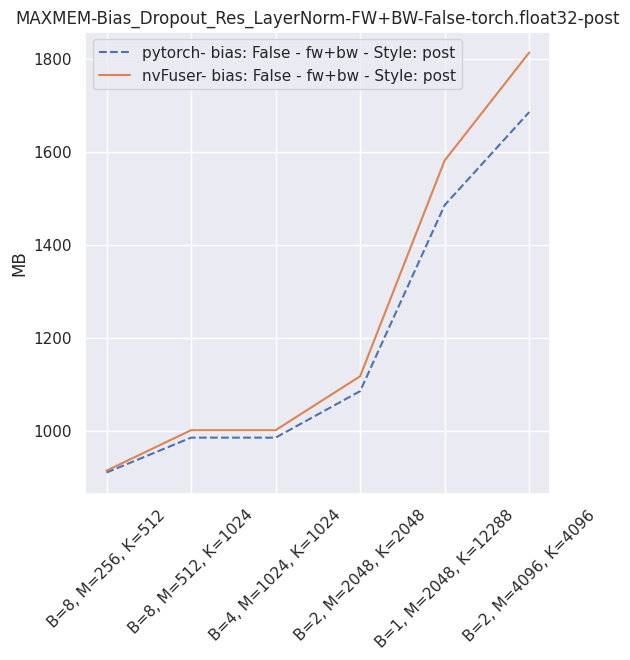 MAXMEM-Bias_Dropout_Res_LayerNorm-FW+BW-False-torch.float32-post
pytorch- bias: False - fw+bw - Style: post
nvFuser- bias: False - fw+bw - Style: post
1800
1600
1400
1200
1000
MB
B=8, M=256, K=512
B=8, M=512, K=1024
B=4, M=1024, K=1024
B=2, M=2048, K=2048
B=1, M=2048, K=12288
B=2, M=4096, K=4096